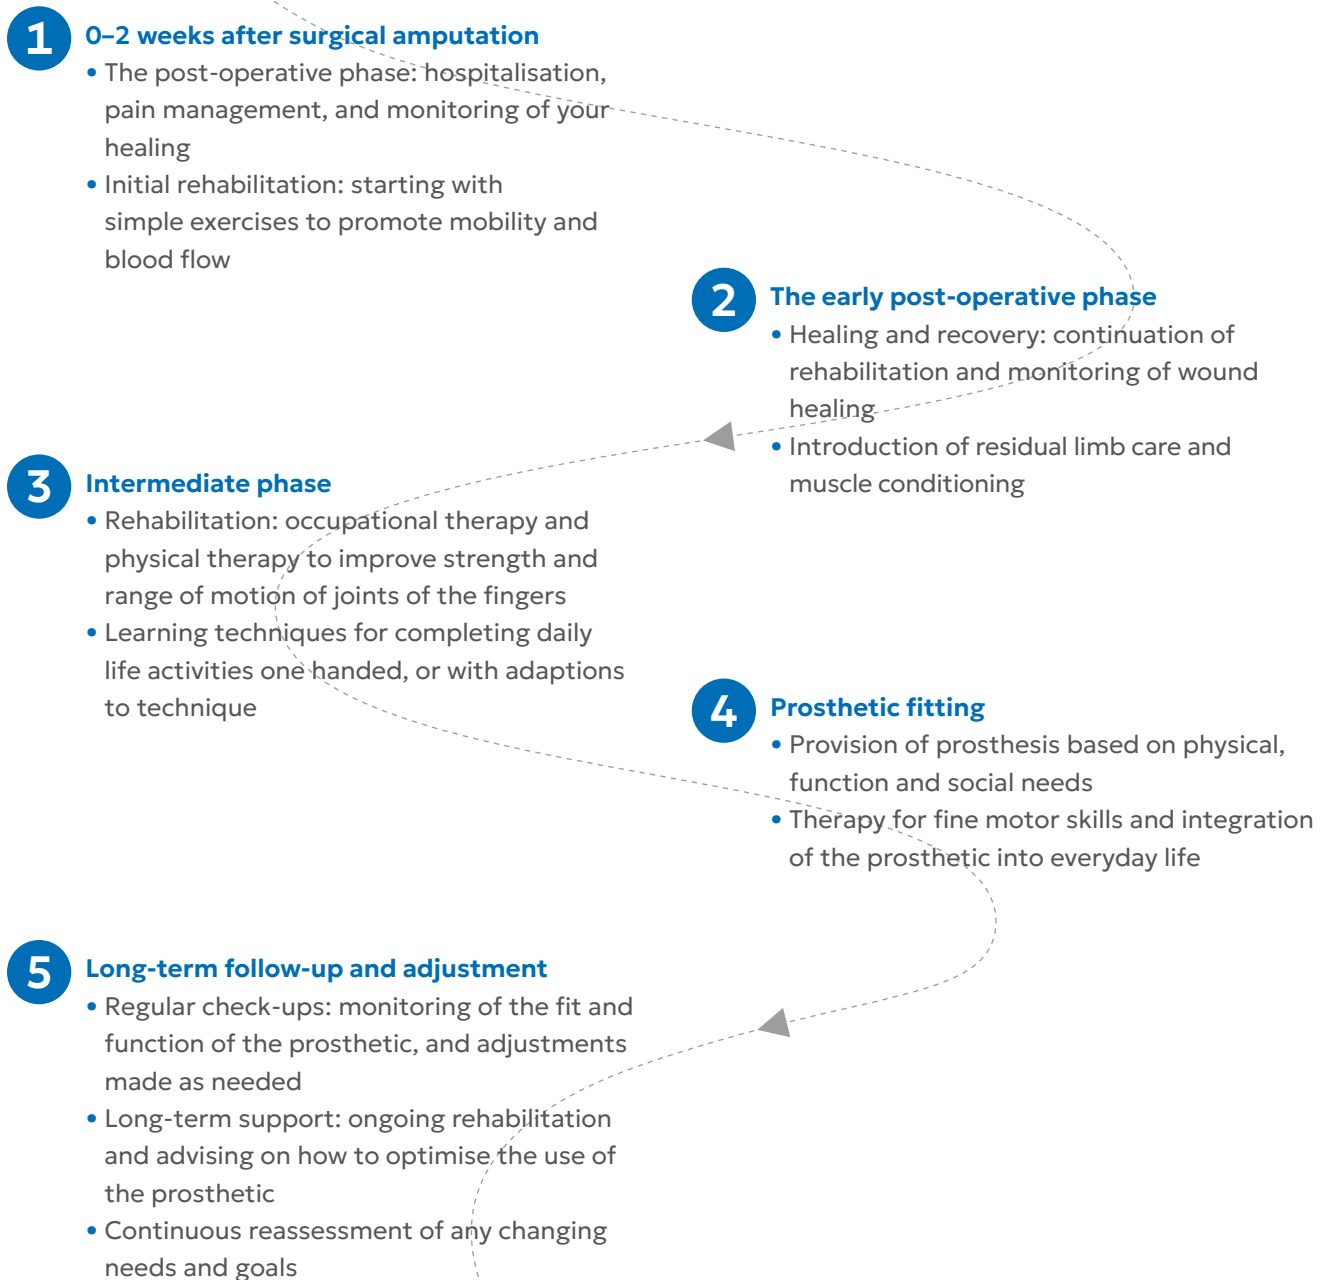 1
0–2 weeks after surgical amputation
• The post-operative phase: hospitalisation,
pain management, and monitoring of your
healing
• Initial rehabilitation: starting with
simple exercises to promote mobility and
blood flow
2
The early post-operative phase
• Healing and recovery: continuation of
rehabilitation and monitoring of wound
healing
• Introduction of residual limb care and
muscle conditioning
3
Intermediate phase
• Rehabilitation: occupational therapy and
physical therapy to improve strength and
range of motion of joints of the fingers
• Learning techniques for completing daily
life activities one handed, or with adaptions
to technique
4
Prosthetic fitting
• Provision of prosthesis based on physical,
function and social needs
• Therapy for fine motor skills and integration
of the prosthetic into everyday life
5
Long-term follow-up and adjustment
• Regular check-ups: monitoring of the fit and
function of the prosthetic, and adjustments
made as needed
• Long-term support: ongoing rehabilitation
and advising on how to optimise the use of
the prosthetic
• Continuous reassessment of any changing
needs and goals